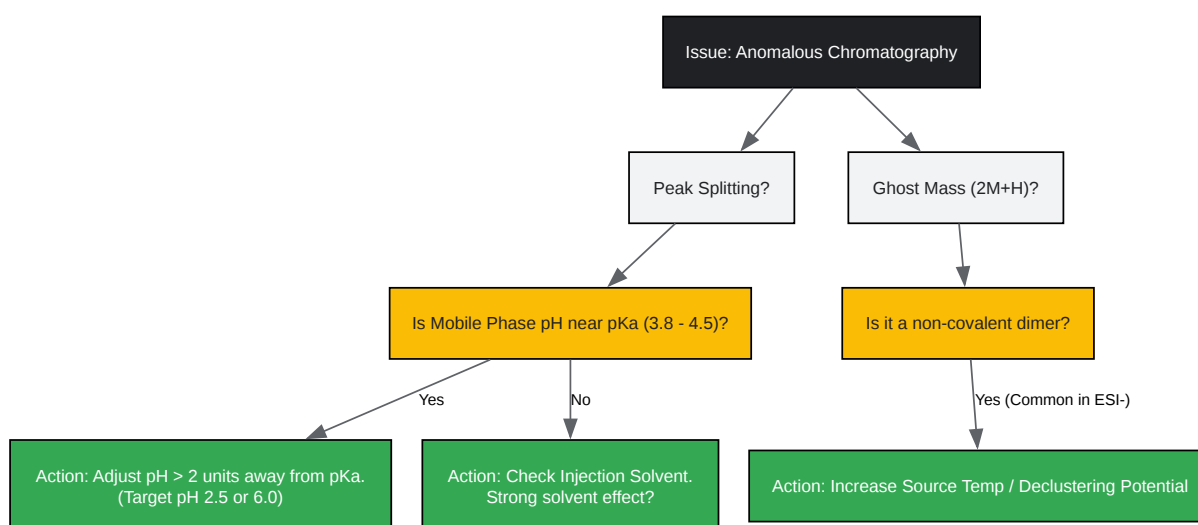 Issue: Anomalous Chromatography
Peak Splitting?
Ghost Mass (2M+H)?
Is Mobile Phase pH near pKa (3.8 - 4.5)?
Is it a non-covalent dimer?
Yes
No
Yes (Common in ESI-)
Action: Adjust pH > 2 units away from pKa.
(Target pH 2.5 or 6.0)
Action: Check Injection Solvent.
Strong solvent effect?
Action: Increase Source Temp / Declustering Potential